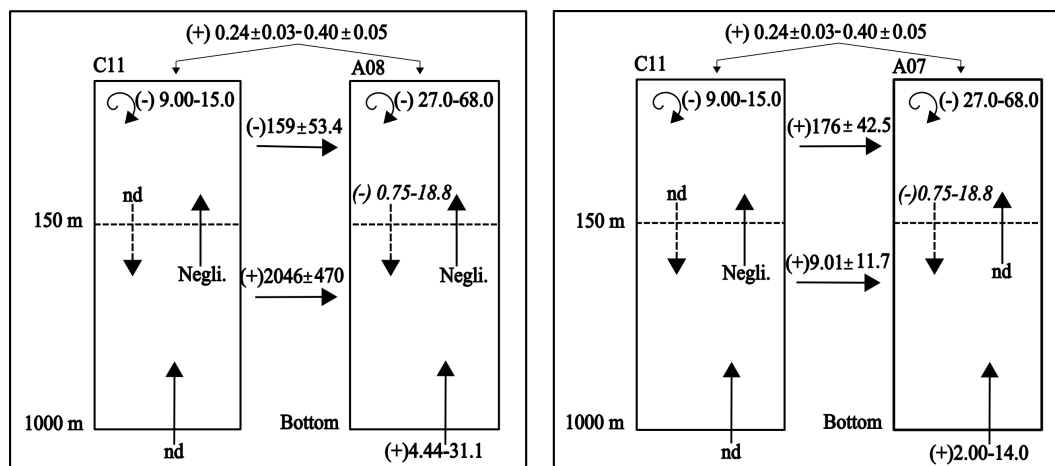 (+) 0.24±0.03-0.40±0.05
C11
A08
(-) 9.00-15.0
(-) 27.0-68.0
(-)159±53.4
nd
(-) 0.75-18.8
150 m
Negli.
Negli.
(+)2046±470
1000 m
Bottom
nd
(+)4.44-31.1
(+) 0.24±0.03-0.40±0.05
C11
A07
(-) 9.00-15.0
(-) 27.0-68.0
(+)176±42.5
nd
(-)0.75-18.8
150 m
Negli.
nd
(+)9.01±11.7
1000 m
Bottom
nd
(+)2.00-14.0